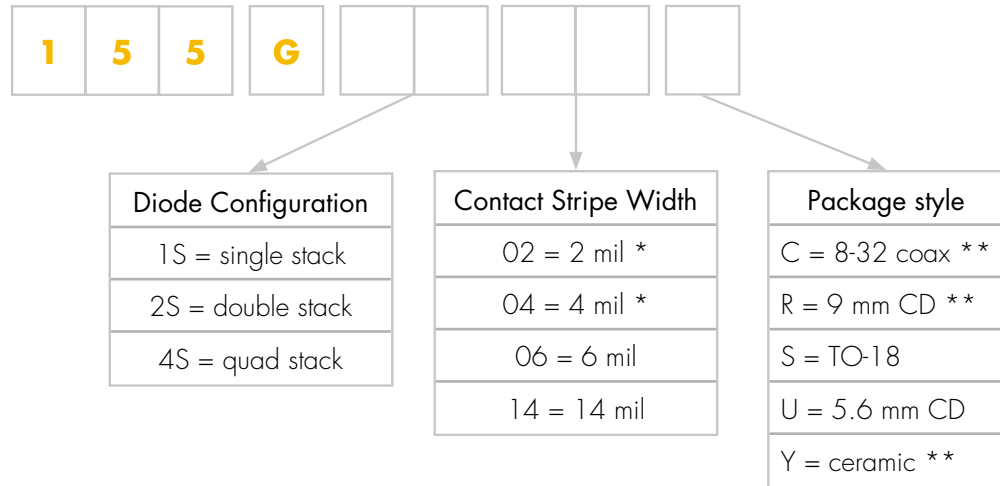 1 5 5 G
Diode Configuration
1S = single stack
2S = double stack
4S = quad stack
Contact Stripe Width
02 = 2 mil *
04 = 4 mil *
06 = 6 mil
14 = 14 mil
Package style
C = 8-32 coax **
R = 9 mm CD **
S = TO-18
U = 5.6 mm CD
Y = ceramic **